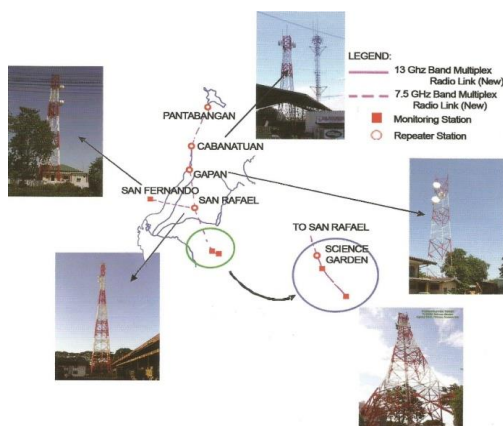 LEGEND:
13 Ghz Band Multiplex
Radio Link (New)
7.5 GHz Band Multiplex
Radio Link (New)
Monitoring Station
Repeater Station
PANTABANGAN
CABANATUAN
GAPAN
SAN FERNANDO
SAN RAFAEL
TO SAN RAFAEL
SCIENCE
GARDEN